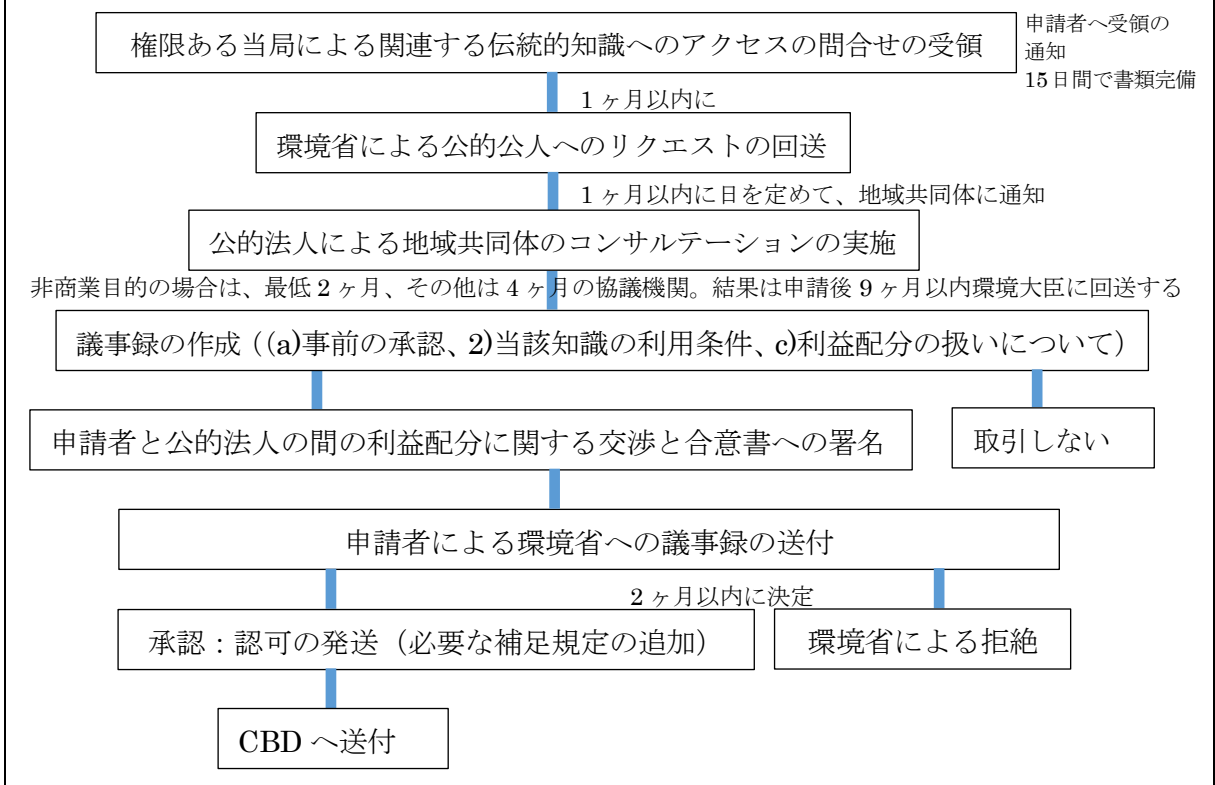 権限ある当局による関連する伝統的知識へのアクセスの問合せの受領
申請者へ受領の
通知
15日間で書類完備
1ヶ月以内に
環境省による公的公人へのリクエストの回送
1ヶ月以内に日を定めて、地域共同体に通知
公的法人による地域共同体のコンサルテーションの実施
非商業目的の場合は、最低2ヶ月、その他は4ヶ月の協議機関。結果は申請後9ヶ月以内環境大臣に回送する
議事録の作成（(a)事前の承認、2)当該知識の利用条件、c)利益配分の扱いについて）
申請者と公的法人の間の利益配分に関する交渉と合意書への署名
取引しない
申請者による環境省への議事録の送付
2ヶ月以内に決定
承認：認可の発送（必要な補足規定の追加）
環境省による拒絶
CBDへ送付